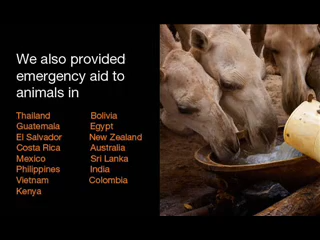 We also provided
emergency aid to
animals in
Thailand
Guatemala
El Salvador
Costa Rica
Mexico
Philippines
Vietnam
Kenya
Bolivia
Egypt
New Zealand
Australia
Sri Lanka
India
Colombia